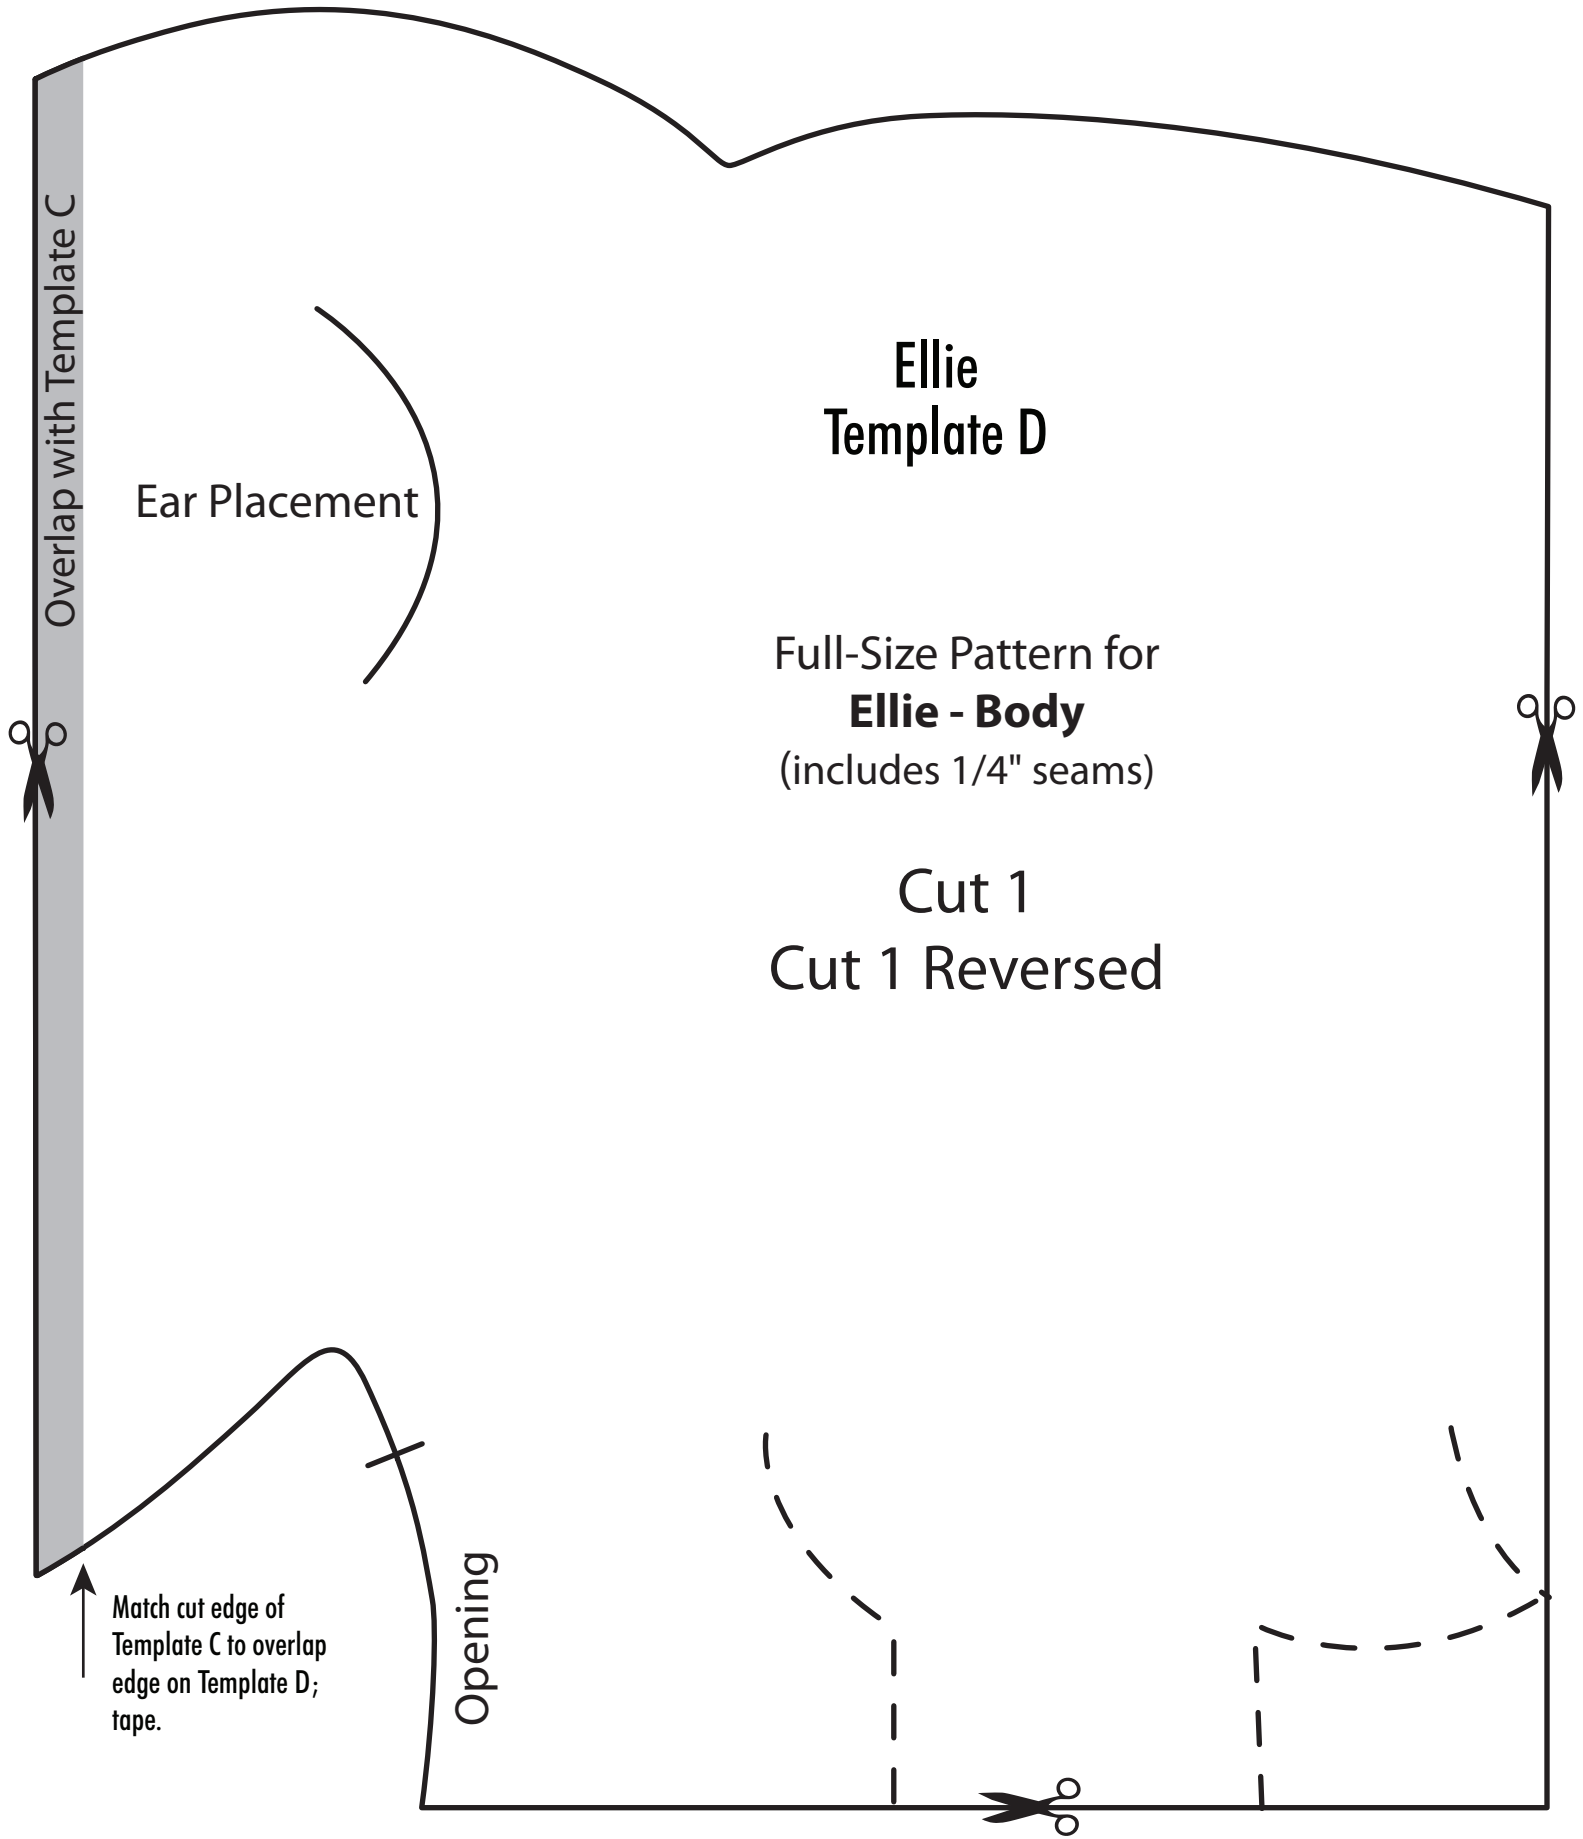 Overlap with Template C
Ear Placement
Ellie
Template D
Full-Size Pattern for
Ellie - Body
(includes 1/4" seams)
Cut 1
Cut 1 Reversed
Match cut edge of
Template C to overlap
edge on Template D;
tape.
Opening